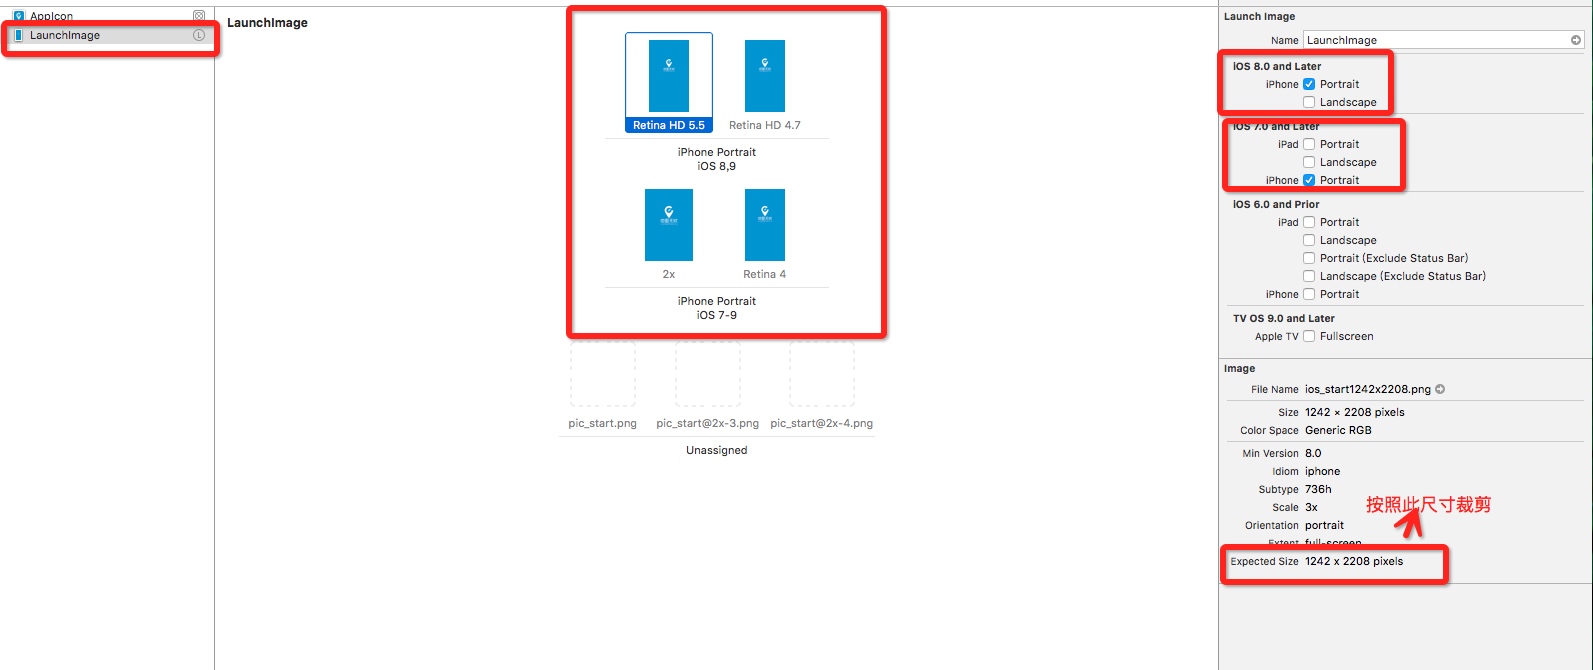 AppIcon
LaunchImage
LaunchImage
Retina HD 5.5
Retina HD 4.7
iPhone Portrait
iOS 8,9
2x
Retina 4
iPhone Portrait
iOS 7-9
pic_start.png
pic_start@2x-3.png
pic_start@2x-4.png
Unassigned
Launch Image
Name LaunchImage
iOS 8.0 and Later
iPhone Portrait
Landscape
iOS 7.0 and Later
iPad Portrait
Landscape
iPhone Portrait
iOS 6.0 and Prior
iPad Portrait
Landscape
Portrait (Exclude Status Bar)
Landscape (Exclude Status Bar)
iPhone Portrait
TV OS 9.0 and Later
Apple TV Fullscreen
Image
File Name ios_start1242x2208.png
Size 1242 × 2208 pixels
Color Space Generic RGB
Min Version 8.0
Idiom iphone
Subtype 736h
Scale 3x
按照此尺寸裁剪
Orientation portrait
Extent full-screen
Expected Size 1242 x 2208 pixels